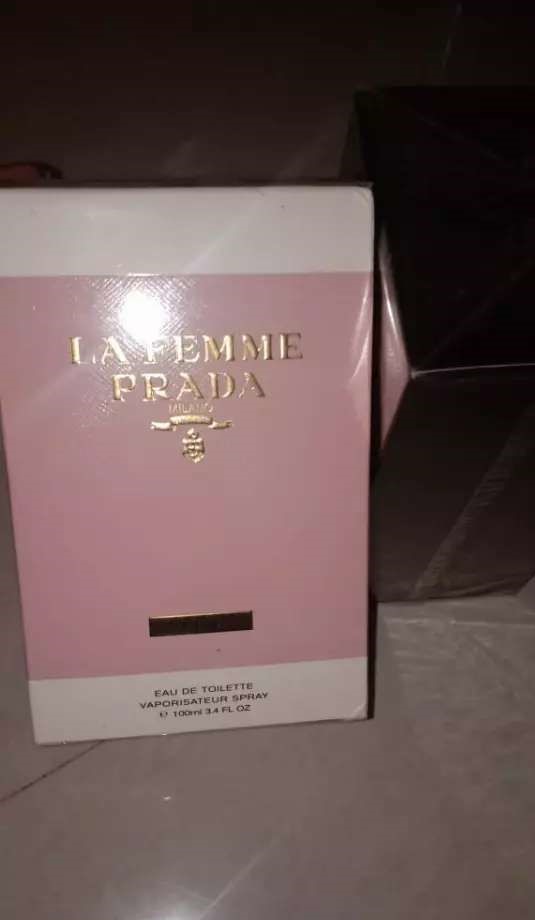 LA FEMME
PRADA
MILANO
EAU DE TOILETTE
VAPORISATEUR SPRAY
℮ 100ml 3.4 FL OZ